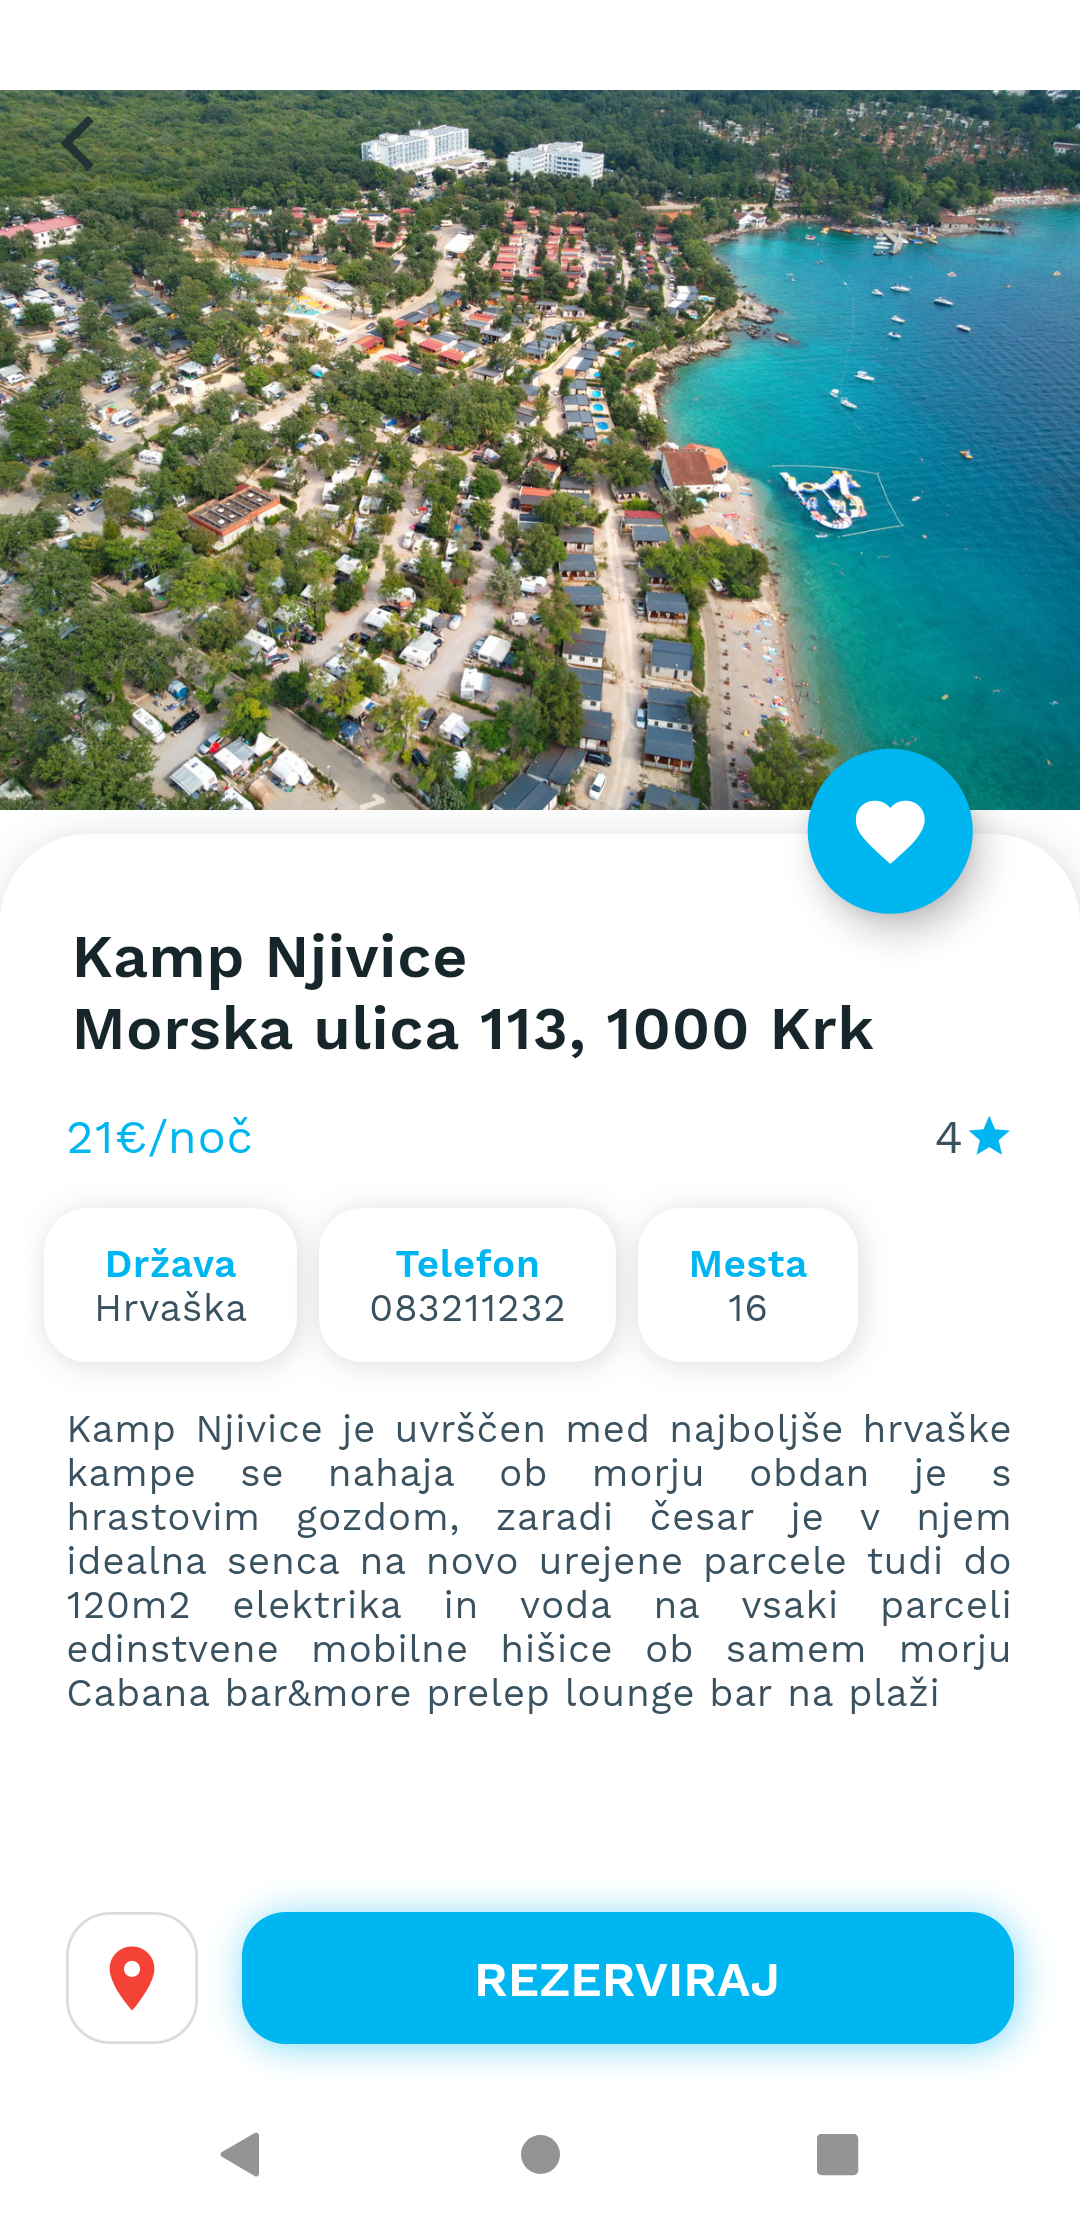 Kamp Njivice
Morska ulica 113, 1000 Krk
21€/noč
4
Država
Hrvaška
Telefon
083211232
Mesta
16
Kamp Njivice je uvrščen med najboljše hrvaške
kampe se nahaja ob morju obdan je s
hrastovim gozdom, zaradi česar je v njem
idealna senca na novo urejene parcele tudi do
120m2 elektrika in voda na vsaki parceli
edinstvene mobilne hišice ob samem morju
Cabana bar&more prelep lounge bar na plaži
REZERVIRAJ